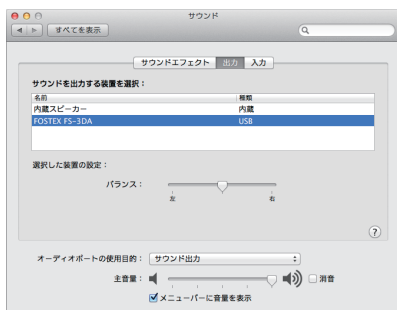 サウンド
すべてを表示
サウンドエフェクト 出力 入力
サウンドを出力する装置を選択：
名前 種類
内蔵スピーカー 内蔵
FOSTEX FS-3DA USB
選択した装置の設定：
バランス：
左 右
?
オーディオポートの使用目的： サウンド出力
主音量： 消音
メニューバーに音量を表示